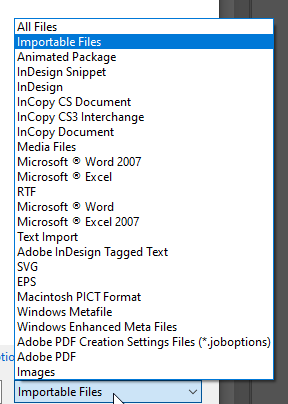 All Files
Importable Files
Animated Package
InDesign Snippet
InDesign
InCopy CS Document
InCopy CS3 Interchange
InCopy Document
Media Files
Microsoft ® Word 2007
Microsoft ® Excel
RTF
Microsoft ® Word
Microsoft ® Excel 2007
Text Import
Adobe InDesign Tagged Text
SVG
EPS
Macintosh PICT Format
Windows Metafile
Windows Enhanced Meta Files
Adobe PDF Creation Settings Files (*.joboptions)
Adobe PDF
Images
Importable Files